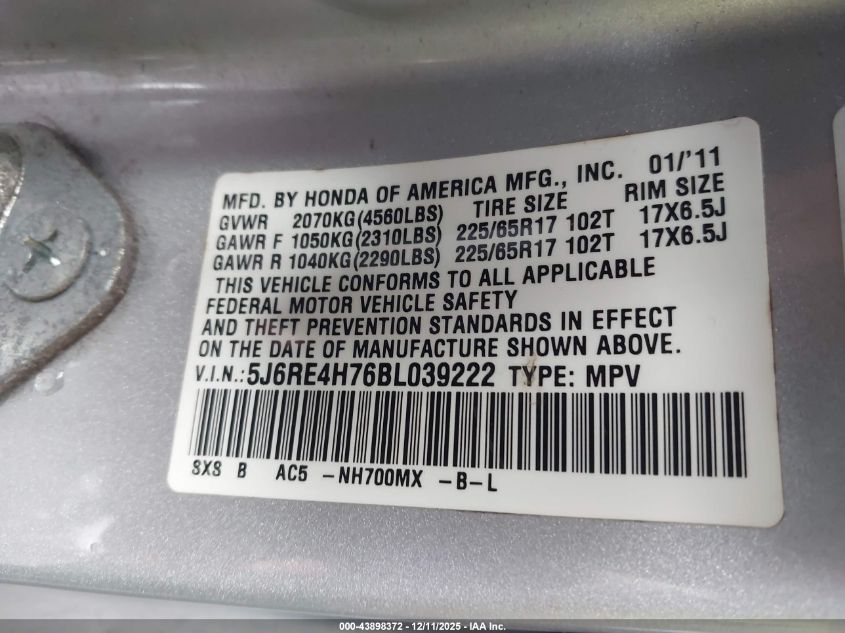 MFD. BY HONDA OF AMERICA MFG., INC. 01/'11
GVWR 2070KG(4560LBS) TIRE SIZE RIM SIZE
GAWR F 1050KG(2310LBS) 225/65R17 102T 17X6.5J
GAWR R 1040KG(2290LBS) 225/65R17 102T 17X6.5J
THIS VEHICLE CONFORMS TO ALL APPLICABLE
FEDERAL MOTOR VEHICLE SAFETY
AND THEFT PREVENTION STANDARDS IN EFFECT
ON THE DATE OF MANUFACTURE SHOWN ABOVE.
V.I.N.:5J6RE4H76BL039222 TYPE: MPV
SXS B AC5 -NH700MX -B-L
000-43898372 - 12/11/2025 - IAA Inc.